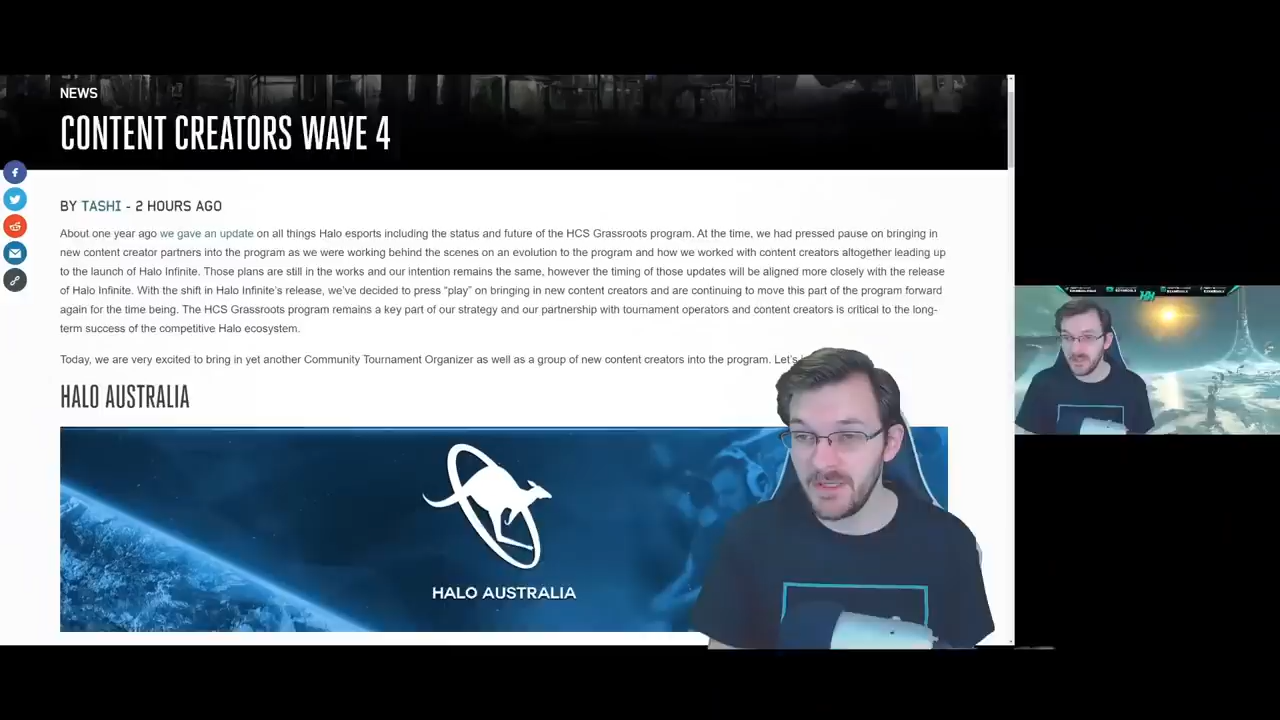 NEWS
CONTENT CREATORS WAVE 4
BY TASHI - 2 HOURS AGO
About one year ago we gave an update on all things Halo esports including the status and future of the HCS Grassroots program. At the time, we had pressed pause on bringing in
new content creator partners into the program as we were working behind the scenes on an evolution to the program and how we worked with content creators altogether leading up
to the launch of Halo Infinite. Those plans are still in the works and our intention remains the same, however the timing of those updates will be aligned more closely with the release
of Halo Infinite. With the shift in Halo Infinite's release, we've decided to press "play" on bringing in new content creators and are continuing to move this part of the program forward
again for the time being. The HCS Grassroots program remains a key part of our strategy and our partnership with tournament operators and content creators is critical to the long-
term success of the competitive Halo ecosystem.
Today, we are very excited to bring in yet another Community Tournament Organizer as well as a group of new content creators into the program. Let's
HALO AUSTRALIA
HALO AUSTRALIA